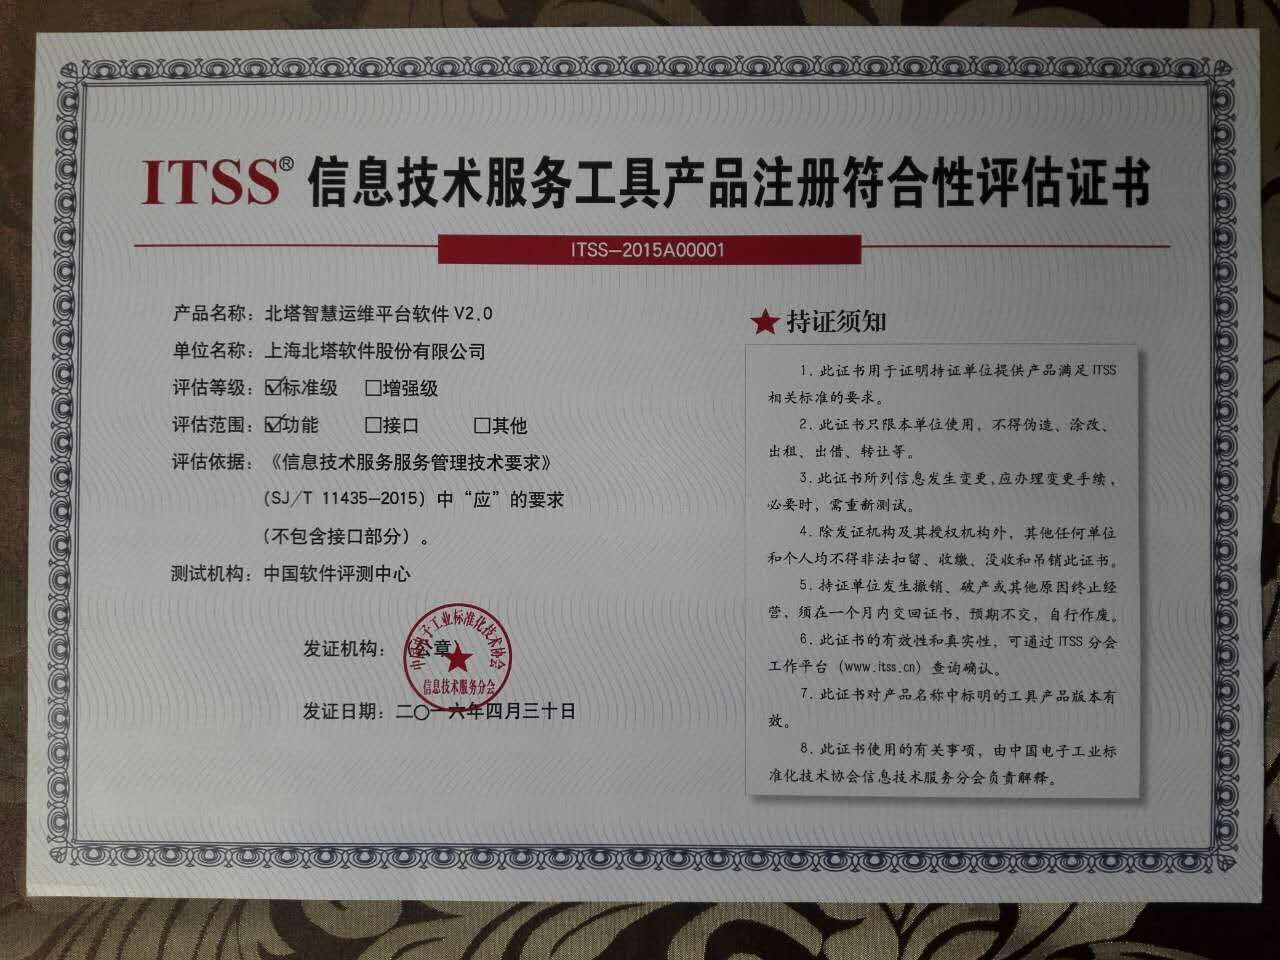 ITSS® 信息技术服务工具产品注册符合性评估证书
ITSS-2015A00001
产品名称：北塔智慧运维平台软件 V2.0
单位名称：上海北塔软件股份有限公司
评估等级：☑标准级 ☐增强级
评估范围：☑功能 ☐接口 ☐其他
评估依据：《信息技术服务服务管理技术要求》
(SJ/T 11435-2015) 中“应”的要求
(不包含接口部分) 。
测试机构：中国软件评测中心
发证机构：（公章）
中国电子工业标准化技术协会
信息技术服务分会
发证日期：二〇一六年四月三十日
★ 持证须知
1. 此证书用于证明持证单位提供产品满足 ITSS
相关标准的要求。
2. 此证书只限本单位使用，不得伪造、涂改、
出租、出借、转让等。
3. 此证书所列信息发生变更,应办理变更手续，
必要时，需重新测试。
4. 除发证机构及其授权机构外，其他任何单位
和个人均不得非法扣留、收缴、没收和吊销此证书。
5. 持证单位发生撤销、破产或其他原因终止经
营，须在一个月内交回证书，预期不交，自行作废。
6. 此证书的有效性和真实性，可通过 ITSS 分会
工作平台 (www.itss.cn) 查询确认。
7. 此证书对产品名称中标明的工具产品版本有
效。
8. 此证书使用的有关事项，由中国电子工业标
准化技术协会信息技术服务分会负责解释。